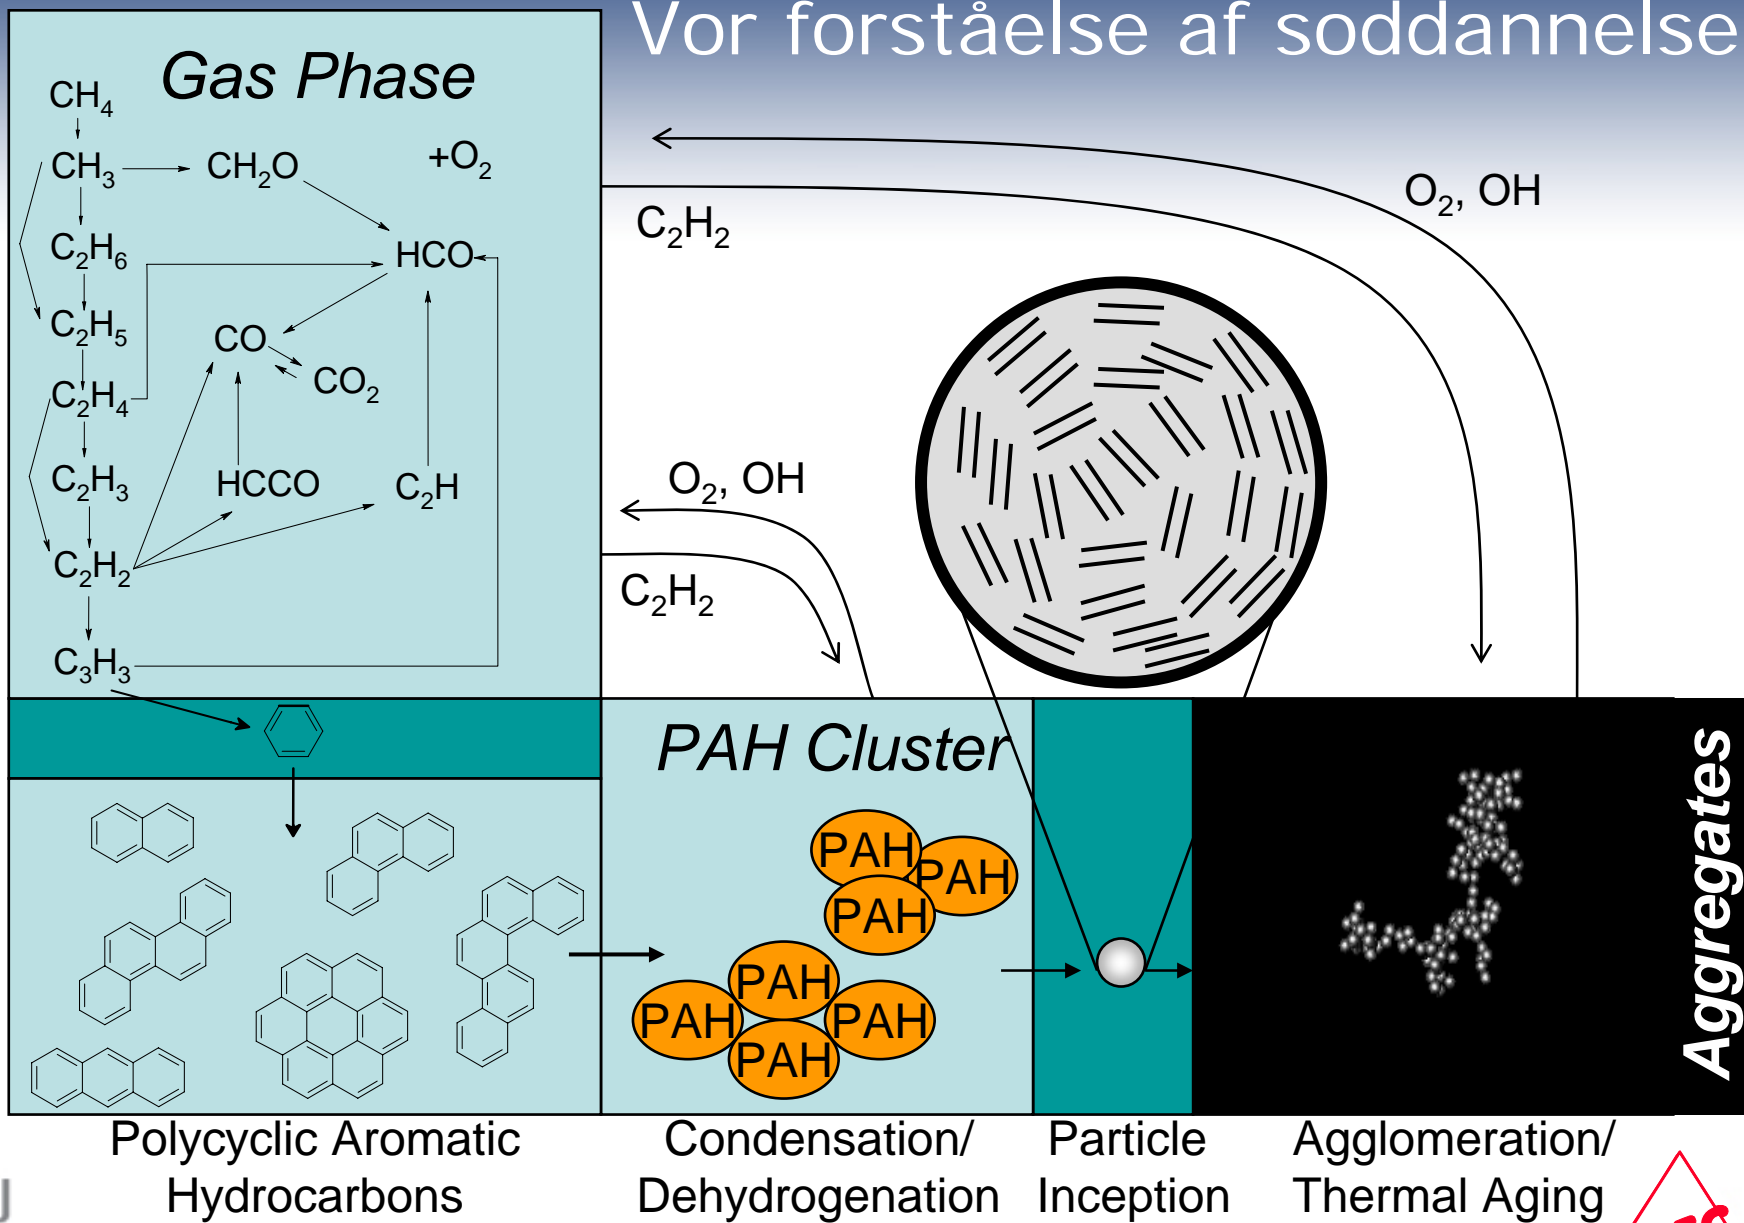 Vor forståelse af soddannelse
Gas Phase
CH₄
CH₃
CH₂O
+O₂
C₂H₆
HCO
C₂H₅
CO
CO₂
C₂H₄
C₂H₃
HCCO
C₂H
C₂H₂
C₃H₃
O₂, OH
C₂H₂
O₂, OH
C₂H₂
PAH Cluster
PAH
PAH
PAH
PAH
PAH
PAH
PAH
Aggregates
Polycyclic Aromatic
Hydrocarbons
Condensation/
Dehydrogenation
Particle
Inception
Agglomeration/
Thermal Aging